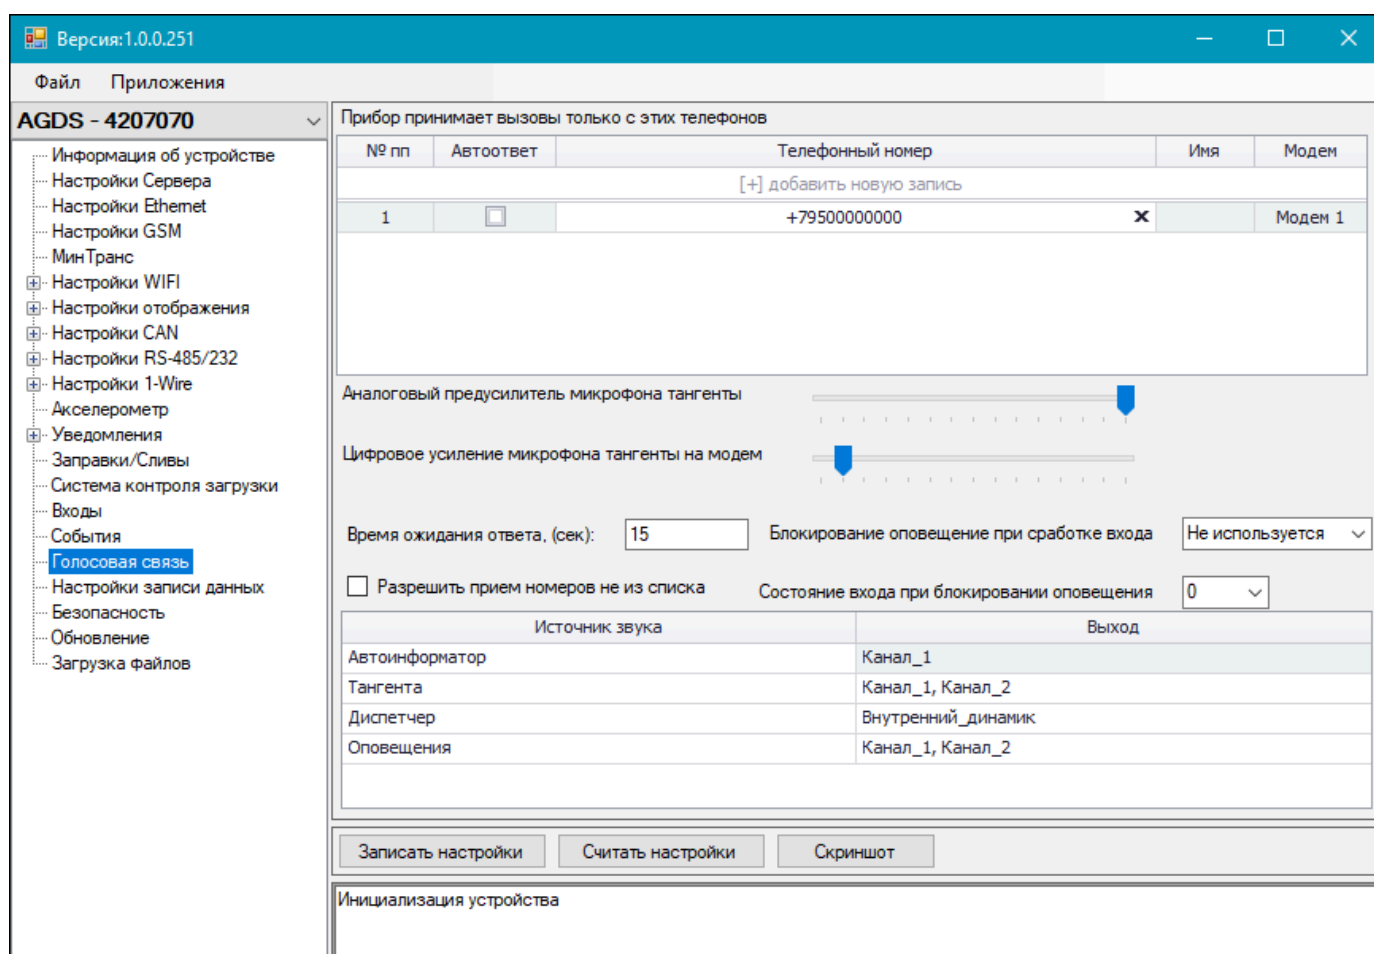 Версия:1.0.0.251
Файл Приложения
AGDS - 4207070
Информация об устройстве
Настройки Сервера
Настройки Ethernet
Настройки GSM
МинТранс
Настройки WIFI
Настройки отображения
Настройки CAN
Настройки RS-485/232
Настройки 1-Wire
Акселерометр
Уведомления
Заправки/Сливы
Система контроля загрузки
Входы
События
Голосовая связь
Настройки записи данных
Безопасность
Обновление
Загрузка файлов
Прибор принимает вызовы только с этих телефонов
№ пп Автоответ Телефонный номер Имя Модем
[+] добавить новую запись
1 +79500000000 Модем 1
Аналоговый предусилитель микрофона тангенты
Цифровое усиление микрофона тангенты на модем
Время ожидания ответа, (сек): 15 Блокирование оповещение при сработке входа Не используется
Разрешить прием номеров не из списка Состояние входа при блокировании оповещения 0
Источник звука Выход
Автоинформатор Канал_1
Тангента Канал_1, Канал_2
Диспетчер Внутренний_динамик
Оповещения Канал_1, Канал_2
Записать настройки Считать настройки Скриншот
Инициализация устройства